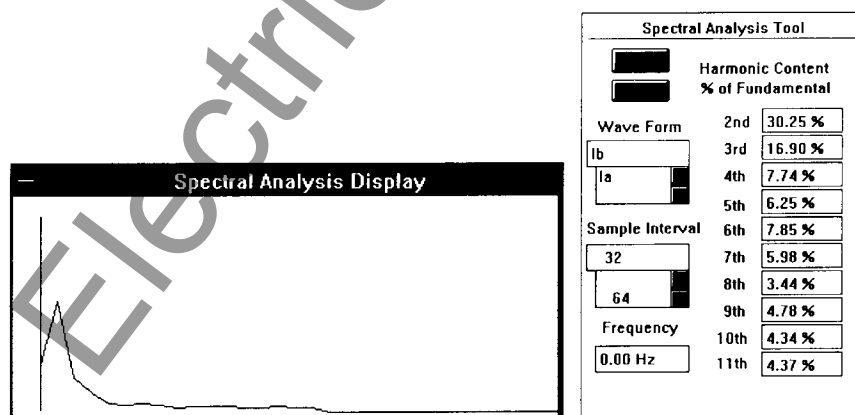 Electric
Spectral Analysis Display
Spectral Analysis Tool
Harmonic Content
% of Fundamental
Wave Form
Ib
Ia
Sample Interval
32
64
Frequency
0.00 Hz
2nd 30.25 %
3rd 16.90 %
4th 7.74 %
5th 6.25 %
6th 7.85 %
7th 5.98 %
8th 3.44 %
9th 4.78 %
10th 4.34 %
11th 4.37 %